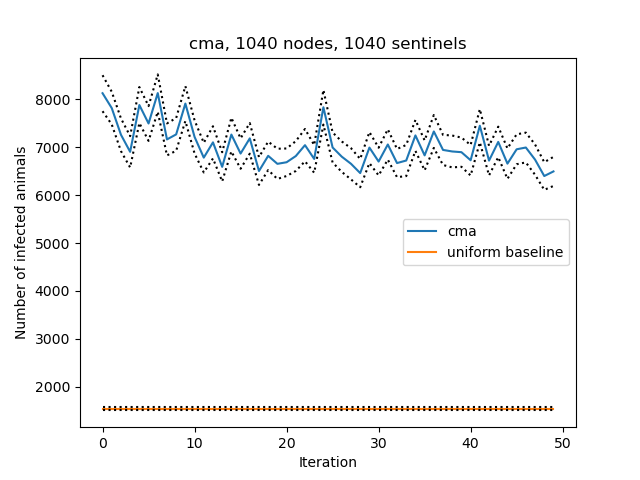 cma, 1040 nodes, 1040 sentinels
Number of infected animals
8000
7000
6000
5000
4000
3000
2000
cma
uniform baseline
0 10 20 30 40 50
Iteration